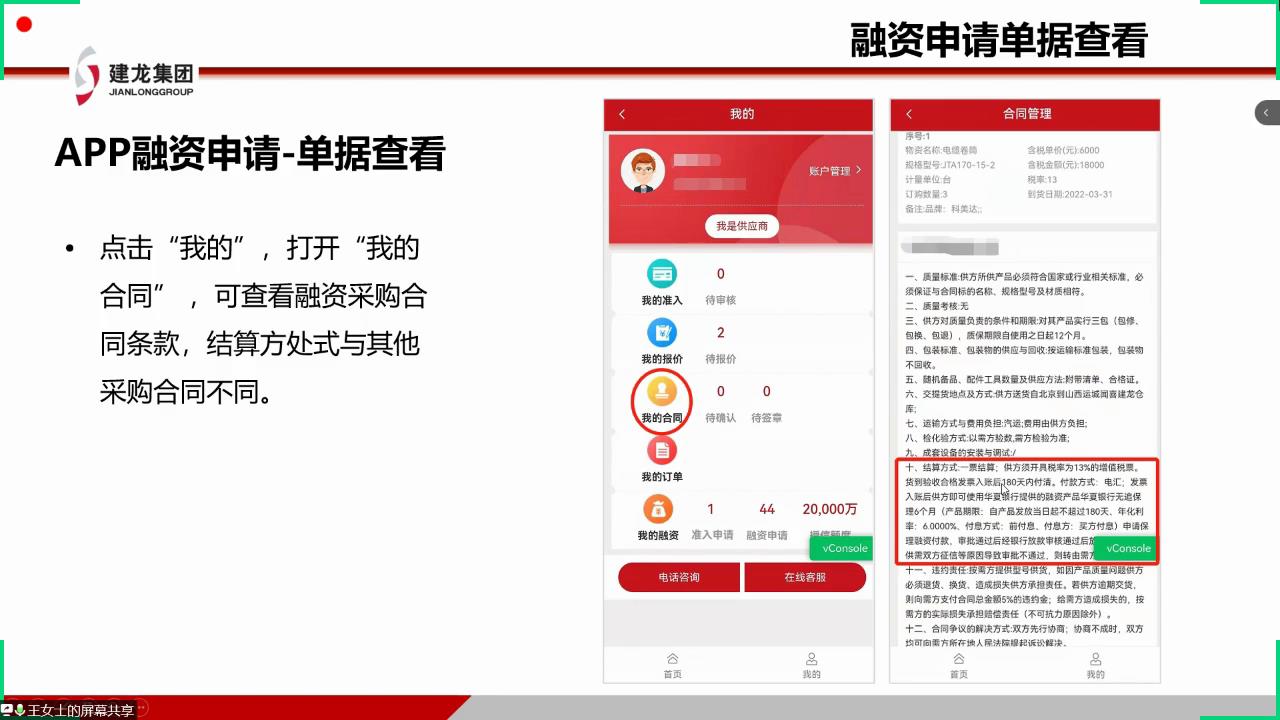 融资申请单据查看
建龙集团
JIANLONGGROUP
APP融资申请-单据查看
• 点击“我的”，打开“我的
合同”，可查看融资采购合
同条款，结算方处式与其他
采购合同不同。
我的
账户管理
我是供应商
0
我的准入 待审核
2
我的报价 待报价
0 0
我的合同 待确认 待签章
我的订单
1 44 20,000万
我的融资 准入申请 融资申请
vConsole
电话咨询 在线客服
首页 我的
合同管理
序号:1
物资名称:电缆卷筒 含税单价(元):6000
规格型号:JTA170-15-2 含税金额(元):18000
计量单位:台 税率:13
订购数量:3 到货日期:2022-03-31
备注:品牌：科美达;;
一、质量标准:供方所供产品必须符合国家或行业相关标准，必
须保证与合同标的名称、规格型号及材质相符。
二、质量考核:无
三、供方对质量负责的条件和期限:对其产品实行三包（包修、
包换、包退），质保期限自使用之日起12个月。
四、包装标准、包装物的供应与回收:按运输标准包装，包装物
不回收。
五、随机备品、配件工具数量及供应方法:附带清单、合格证。
六、交提货地点及方式:供方送货自北京到山西运城闻喜建龙仓
库;
七、运输方式与费用负担:汽运;费用由供方负担;
八、检化验方式:以需方验数,需方检验为准;
九、成套设备的安装与调试:/
十、结算方式:一票结算；供方须开具税率为13%的增值税票。
货到验收合格发票入账后180天内付清。付款方式：电汇；发票
入账后供方即可使用华夏银行提供的融资产品华夏银行无追保
理6个月（产品期限：自产品发放当日起不超过180天、年化利
率：6.0000%、付息方式：前付息、付息方：买方付息）申请保
理融资付款，审批通过后经银行放款审核通过后放
供需双方征信等原因导致审批不通过，则转由需方
vConsole
十一、违约责任:按需方提供型号供货，如因产品质量问题供方
必须退货、换货、造成损失供方承担责任。若供方逾期交货，
则向需方支付合同总金额5%的违约金；给需方造成损失的，按
需方的实际损失承担赔偿责任（不可抗力原因除外）。
十二、合同争议的解决方式:双方先行协商；协商不成时，双方
均可向需方所在地人民法院提起诉讼解决。
首页 我的
王女士的屏幕共享